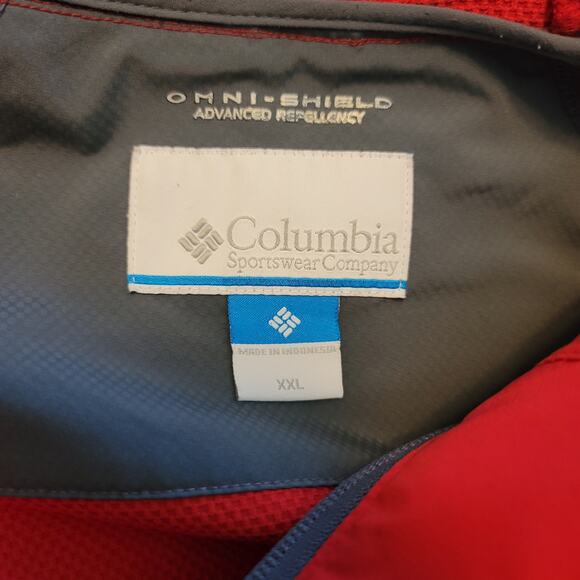 OMNI-SHIELD
ADVANCED REPELLENCY
Columbia
Sportswear Company
MADE IN INDONESIA
XXL